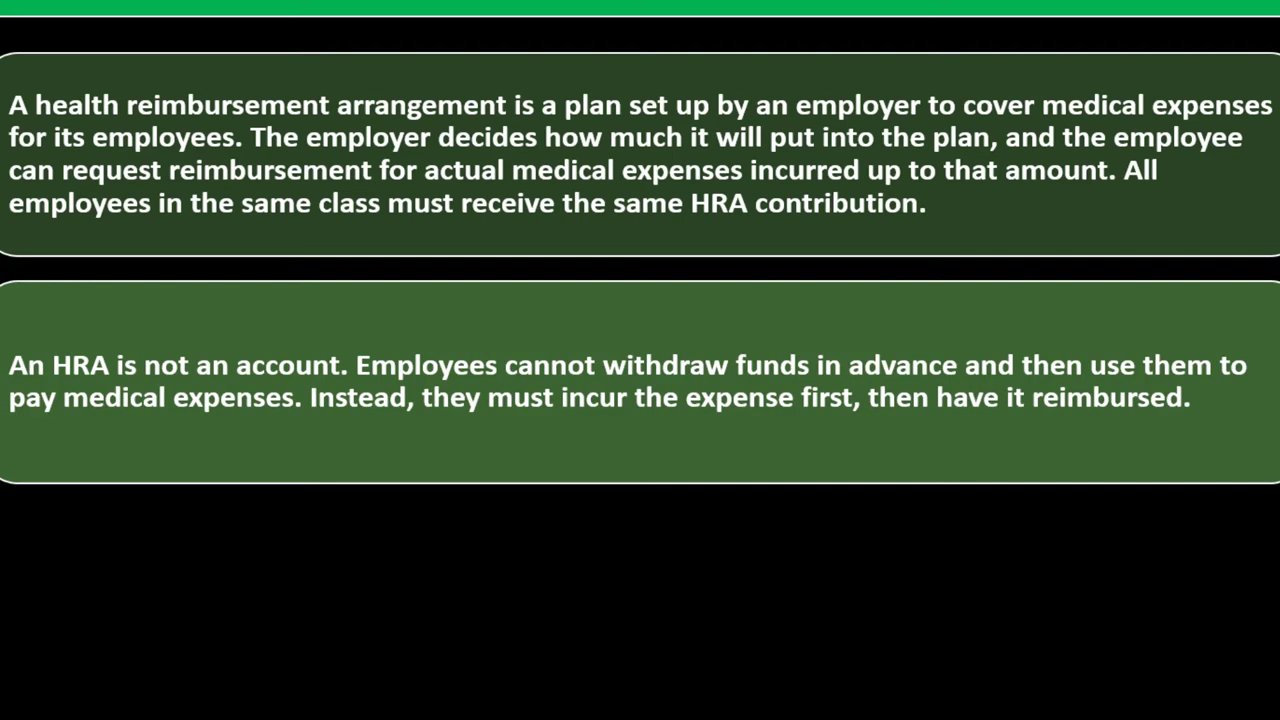 A health reimbursement arrangement is a plan set up by an employer to cover medical expenses
for its employees. The employer decides how much it will put into the plan, and the employee
can request reimbursement for actual medical expenses incurred up to that amount. All
employees in the same class must receive the same HRA contribution.
An HRA is not an account. Employees cannot withdraw funds in advance and then use them to
pay medical expenses. Instead, they must incur the expense first, then have it reimbursed.